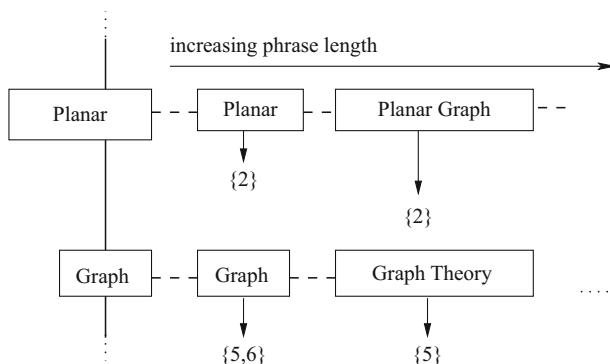 increasing phrase length
Planar Planar Planar Graph
{2}
{2}
Graph Graph Graph Theory
{5,6} {5}